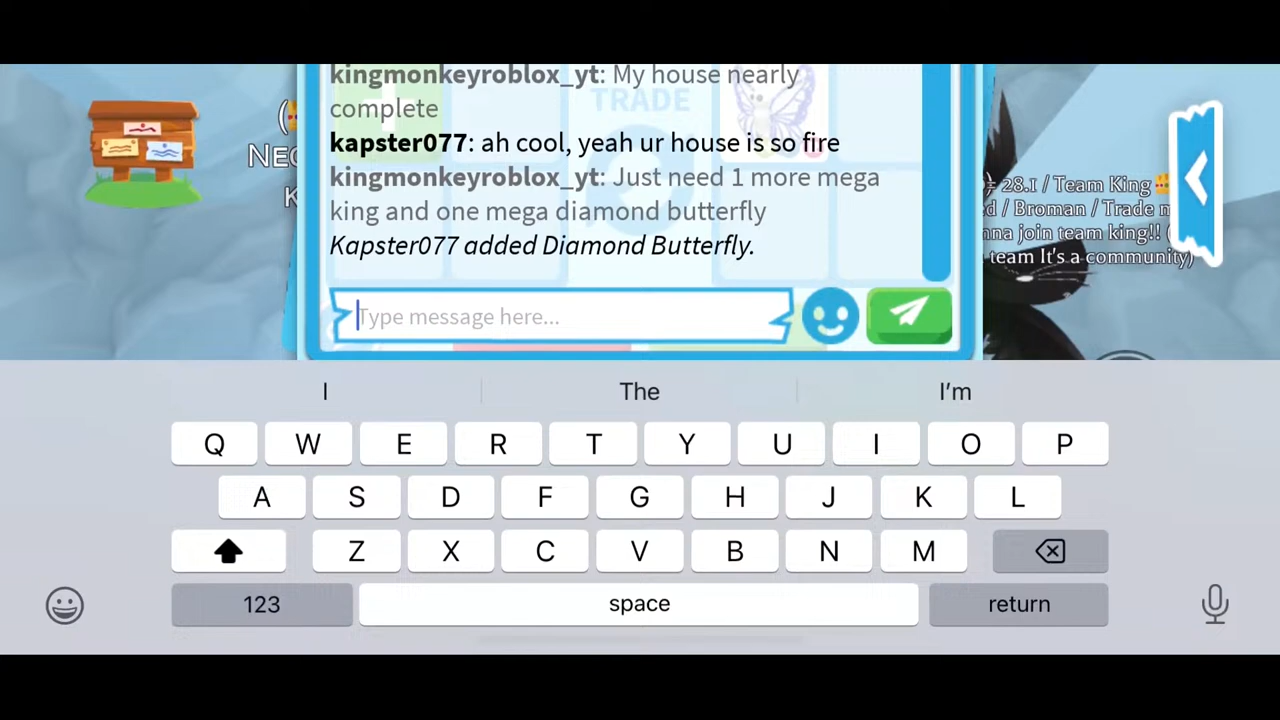 kingmonkeyroblox_yt: My house nearly
complete
TRADE
kapster077: ah cool, yeah ur house is so fire
kingmonkeyroblox_yt: Just need 1 more mega
king and one mega diamond butterfly
Kapster077 added Diamond Butterfly.
28.1 / Team King
/ Broman / Trade
join team king!!
team It's a community)
Type message here...
I The I'm
Q W E R T Y U I O P
A S D F G H J K L
Z X C V B N M
123 space return